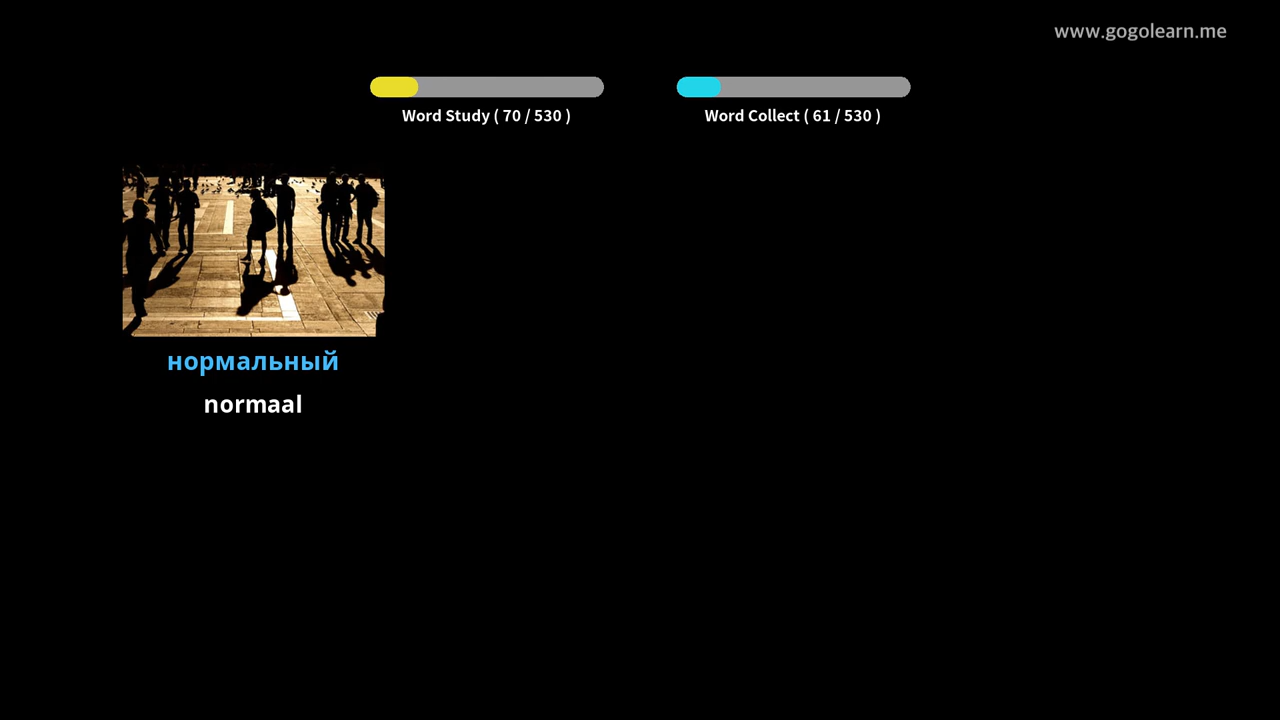 www.gogolearn.me
Word Study ( 70 / 530 )
Word Collect ( 61 / 530 )
нормальный
normaal